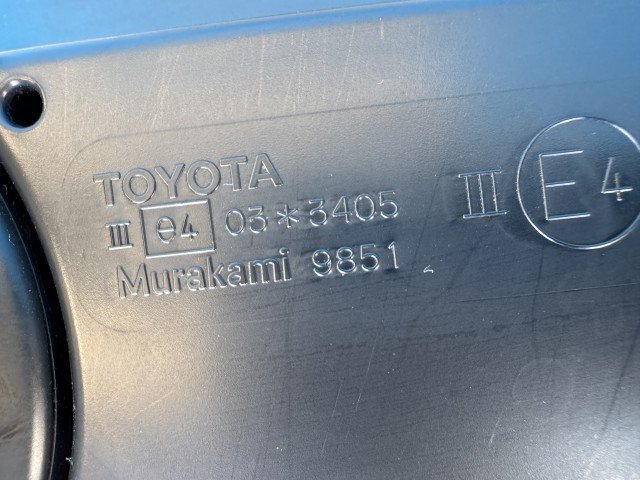 TOYOTA
III e4 03*3405
Murakami 9851
III E4